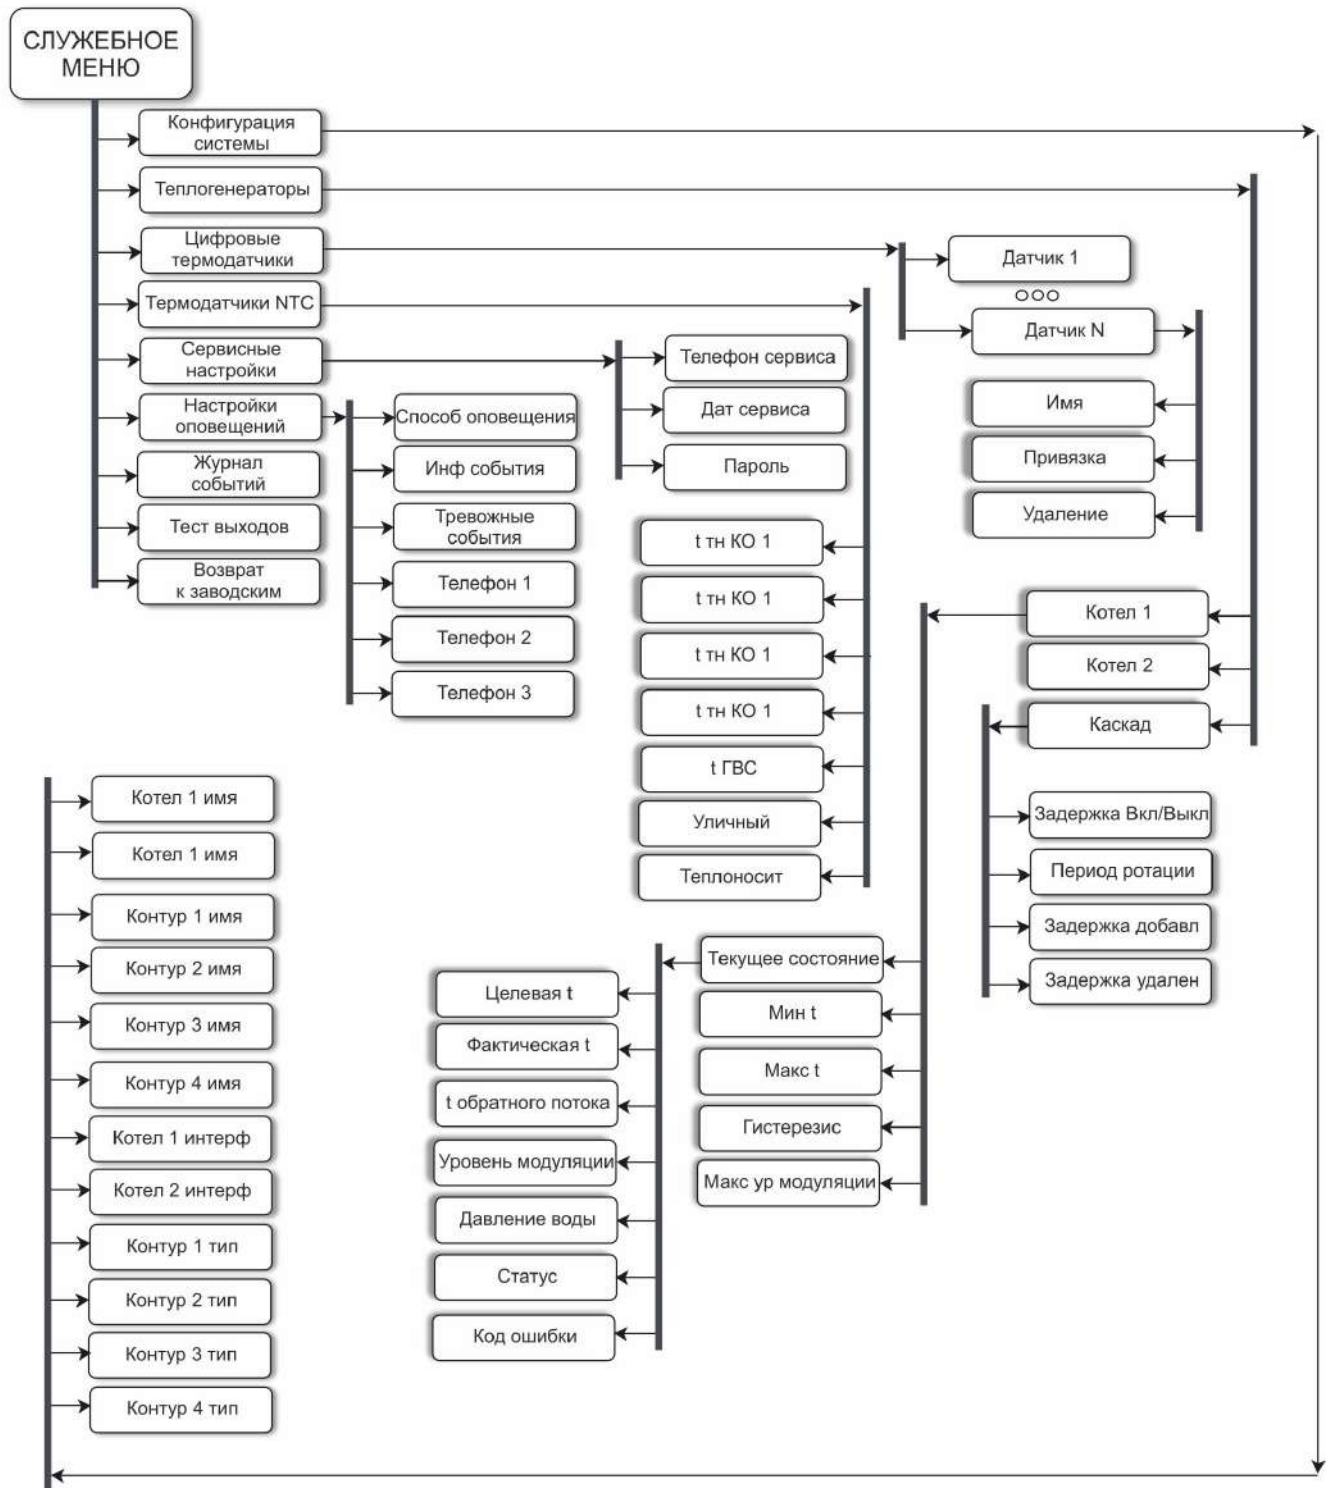 СЛУЖЕБНОЕ
МЕНЮ
Конфигурация
системы
Теплогенераторы
Цифровые
термодатчики
Термодатчики NTC
Сервисные
настройки
Настройки
оповещений
Журнал
событий
Тест выходов
Возврат
к заводским
Способ оповещения
Инф события
Тревожные
события
Телефон 1
Телефон 2
Телефон 3
Телефон сервиса
Дат сервиса
Пароль
Датчик 1
ооо
Датчик N
Имя
Привязка
Удаление
t тн КО 1
t тн КО 1
t тн КО 1
t тн КО 1
t ГВС
Уличный
Теплоносит
Котел 1
Котел 2
Каскад
Задержка Вкл/Выкл
Период ротации
Задержка добавл
Задержка удален
Текущее состояние
Мин t
Макс t
Гистерезис
Макс ур модуляции
Целевая t
Фактическая t
t обратного потока
Уровень модуляции
Давление воды
Статус
Код ошибки
Котел 1 имя
Котел 1 имя
Контур 1 имя
Контур 2 имя
Контур 3 имя
Контур 4 имя
Котел 1 интерф
Котел 2 интерф
Контур 1 тип
Контур 2 тип
Контур 3 тип
Контур 4 тип